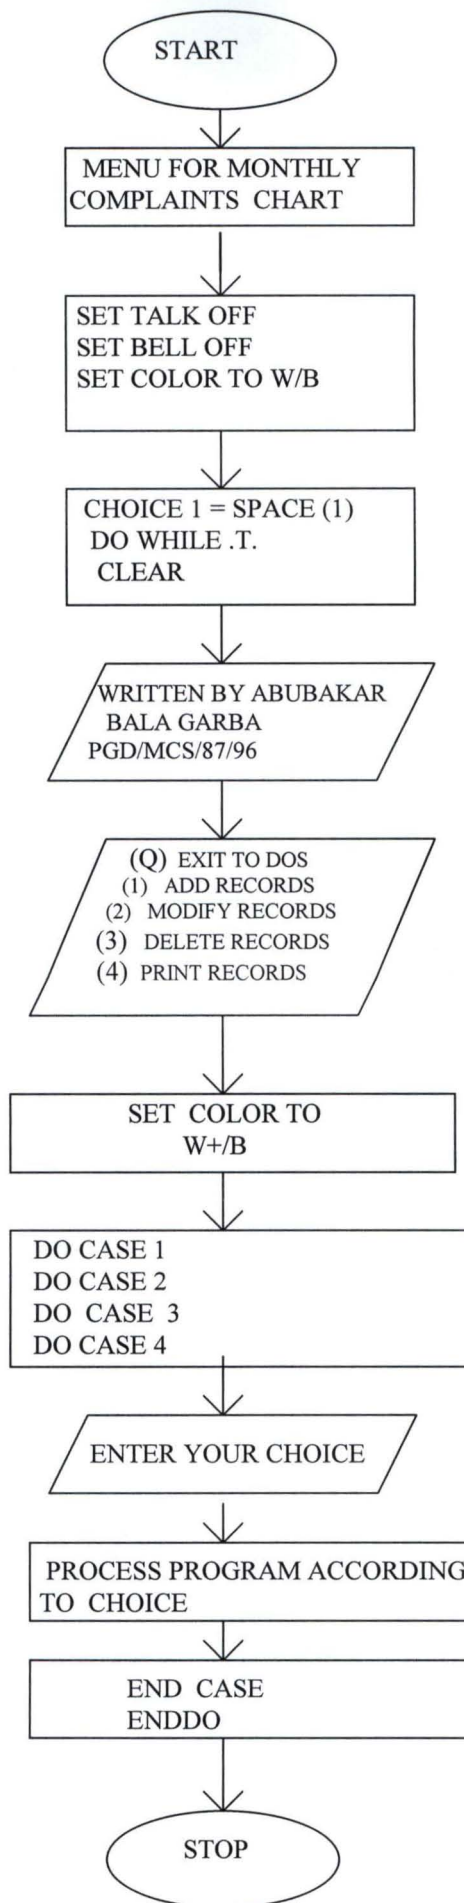 START
MENU FOR MONTHLY
COMPLAINTS CHART
SET TALK OFF
SET BELL OFF
SET COLOR TO W/B
CHOICE 1 = SPACE (1)
DO WHILE .T.
CLEAR
WRITTEN BY ABUBAKAR
BALA GARBA
PGD/MCS/87/96
(Q) EXIT TO DOS
(1) ADD RECORDS
(2) MODIFY RECORDS
(3) DELETE RECORDS
(4) PRINT RECORDS
SET COLOR TO
W+/B
DO CASE 1
DO CASE 2
DO CASE 3
DO CASE 4
ENTER YOUR CHOICE
PROCESS PROGRAM ACCORDING
TO CHOICE
END CASE
ENDDO
STOP